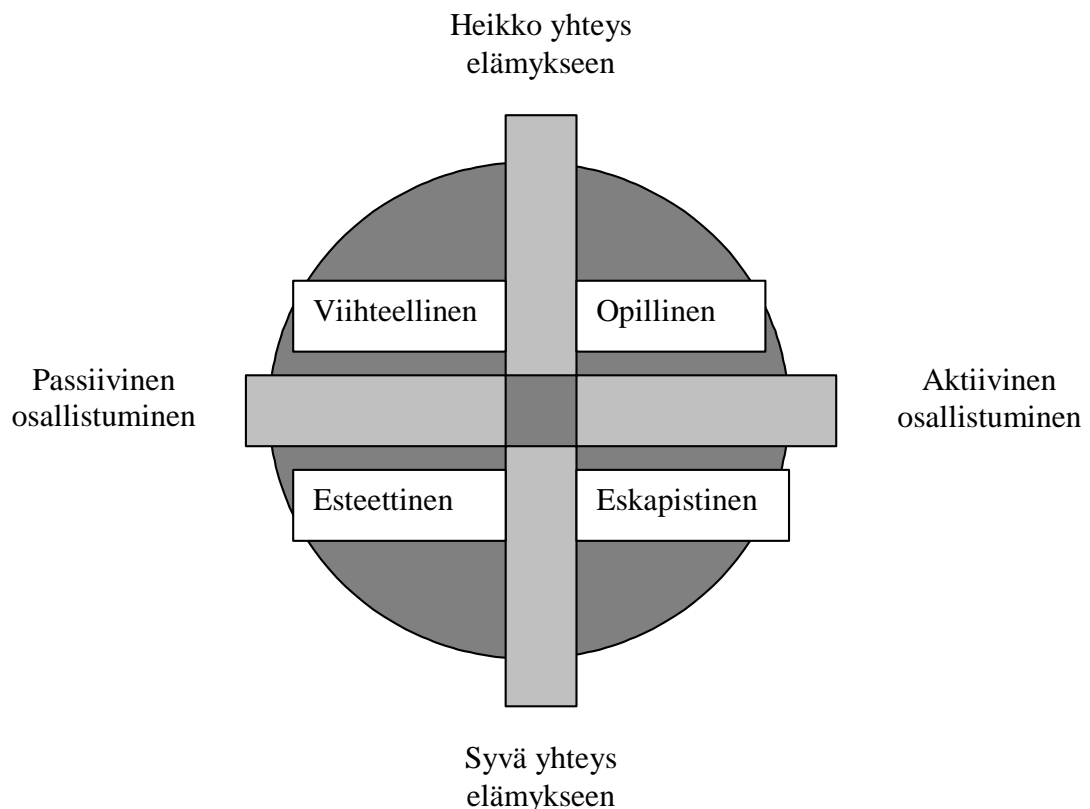 Heikko yhteys
elämykseen
Viihteellinen
Opillinen
Passiivinen
osallistuminen
Aktiivinen
osallistuminen
Esteettinen
Eskapistinen
Syvä yhteys
elämykseen